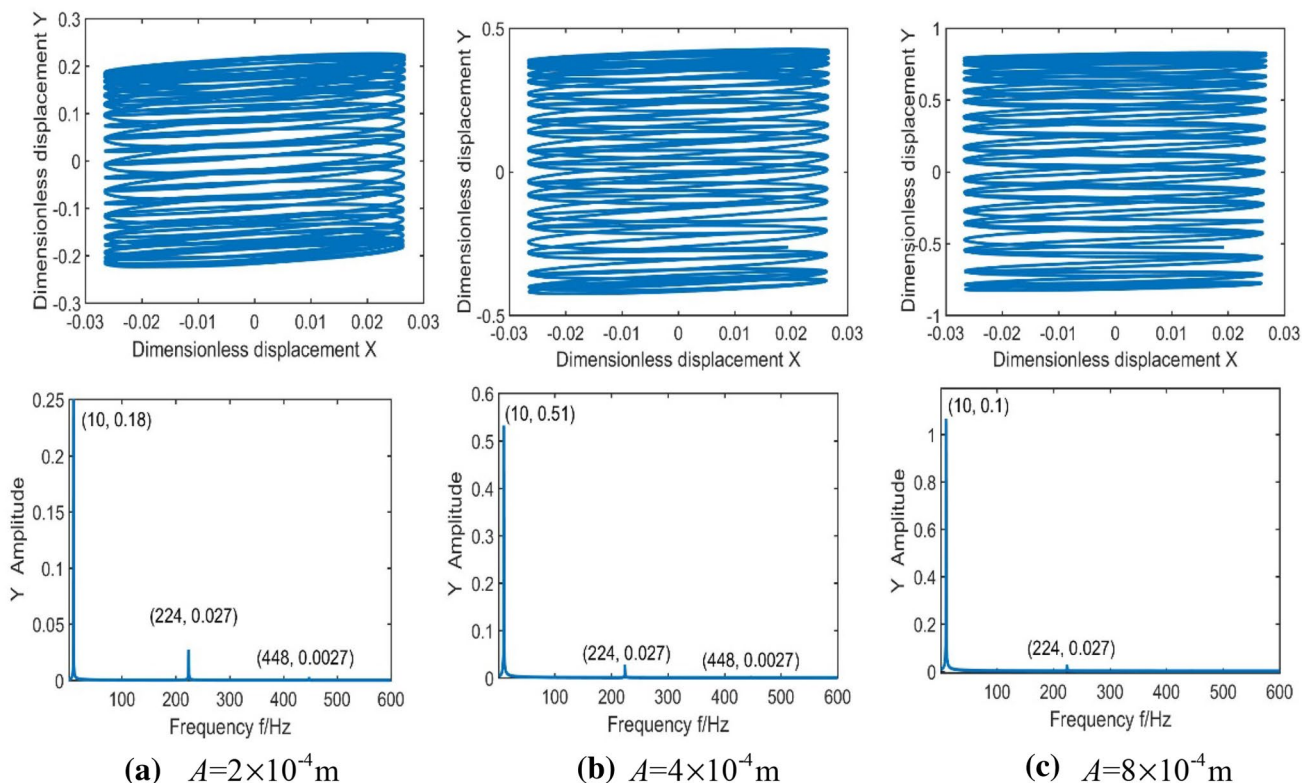 Dimensionless displacement Y
0.3
0.2
0.1
0
-0.1
-0.2
-0.3
-0.03 -0.02 -0.01 0 0.01 0.02 0.03
Dimensionless displacement X
Dimensionless displacement Y
0.5
0
-0.5
-0.03 -0.02 -0.01 0 0.01 0.02 0.03
Dimensionless displacement X
Dimensionless displacement Y
1
0.5
0
-0.5
-1
-0.03 -0.02 -0.01 0 0.01 0.02 0.03
Dimensionless displacement X
Y Amplitude
0.25
0.2
0.15
0.1
0.05
0
(10, 0.18)
(224, 0.027)
(448, 0.0027)
100 200 300 400 500 600
Frequency f/Hz
Y Amplitude
0.6
0.5
0.4
0.3
0.2
0.1
0
(10, 0.51)
(224, 0.027)
(448, 0.0027)
100 200 300 400 500 600
Frequency f/Hz
Y Amplitude
1
0.8
0.6
0.4
0.2
0
(10, 0.1)
(224, 0.027)
100 200 300 400 500 600
Frequency f/Hz
(a) A=2×10⁻⁴m
(b) A=4×10⁻⁴m
(c) A=8×10⁻⁴m